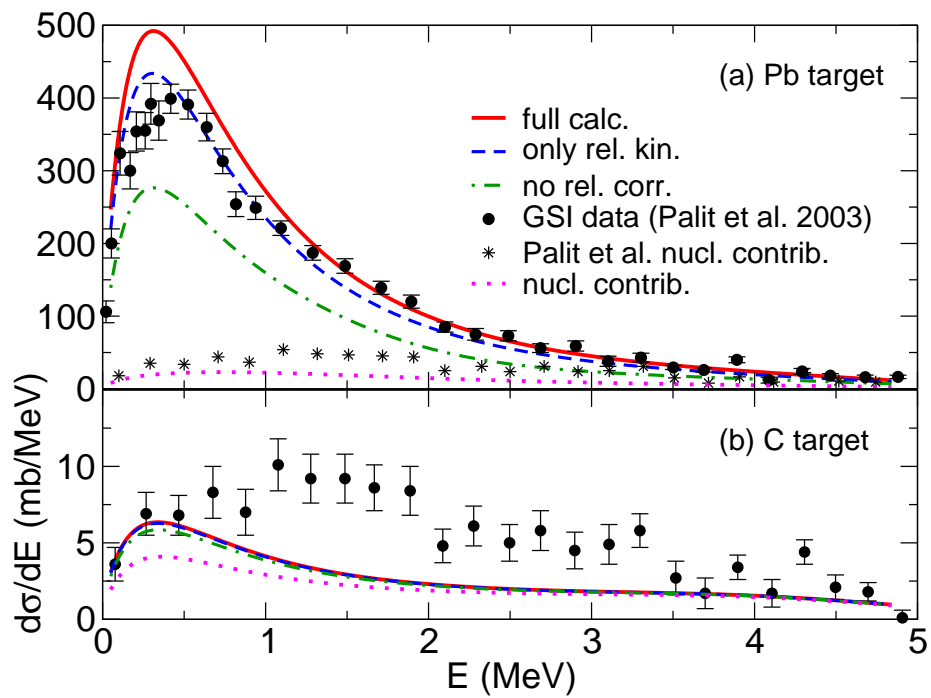 500
400
300
200
100
0
(a) Pb target
full calc.
only rel. kin.
no rel. corr.
GSI data (Palit et al. 2003)
Palit et al. nucl. contrib.
nucl. contrib.
dσ/dE (mb/MeV)
10
5
0
(b) C target
0 1 2 3 4 5
E (MeV)